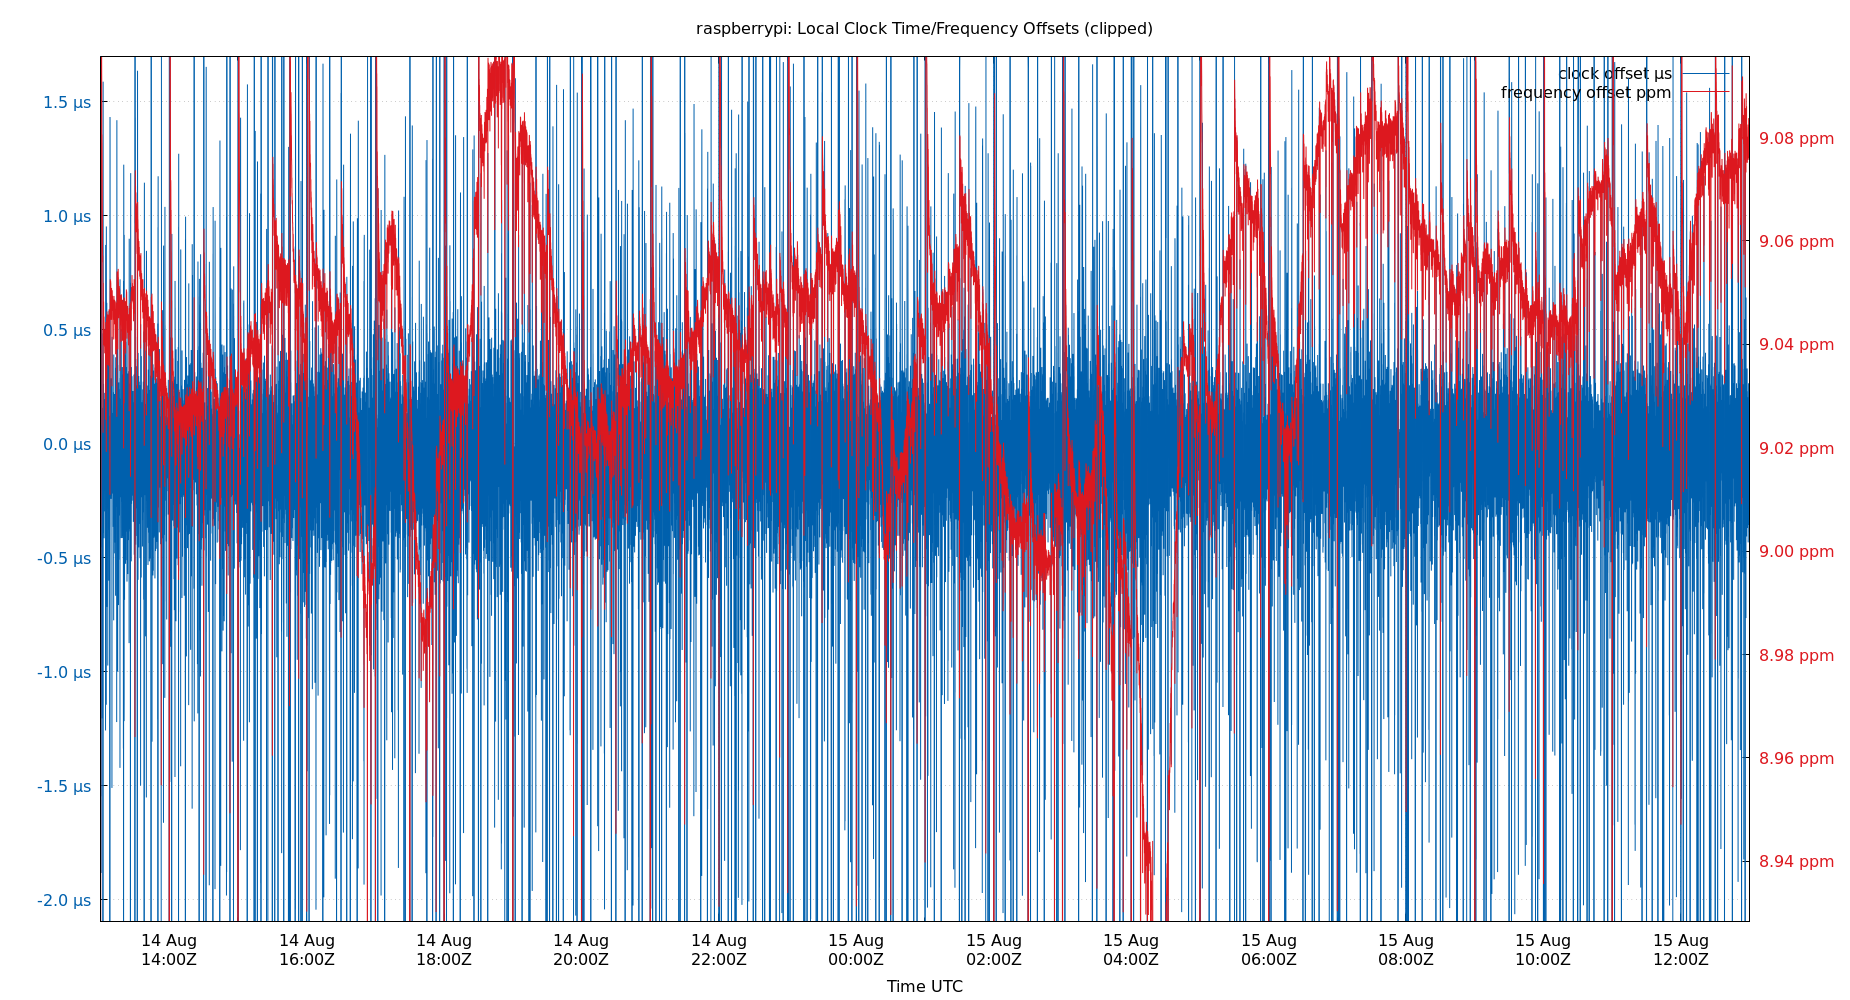 raspberrypi: Local Clock Time/Frequency Offsets (clipped)
clock offset µs
frequency offset ppm
1.5 µs
1.0 µs
0.5 µs
0.0 µs
-0.5 µs
-1.0 µs
-1.5 µs
-2.0 µs
9.08 ppm
9.06 ppm
9.04 ppm
9.02 ppm
9.00 ppm
8.98 ppm
8.96 ppm
8.94 ppm
14 Aug 14 Aug 14 Aug 14 Aug 14 Aug 15 Aug 15 Aug 15 Aug 15 Aug 15 Aug 15 Aug 15 Aug
14:00Z 16:00Z 18:00Z 20:00Z 22:00Z 00:00Z 02:00Z 04:00Z 06:00Z 08:00Z 10:00Z 12:00Z
Time UTC